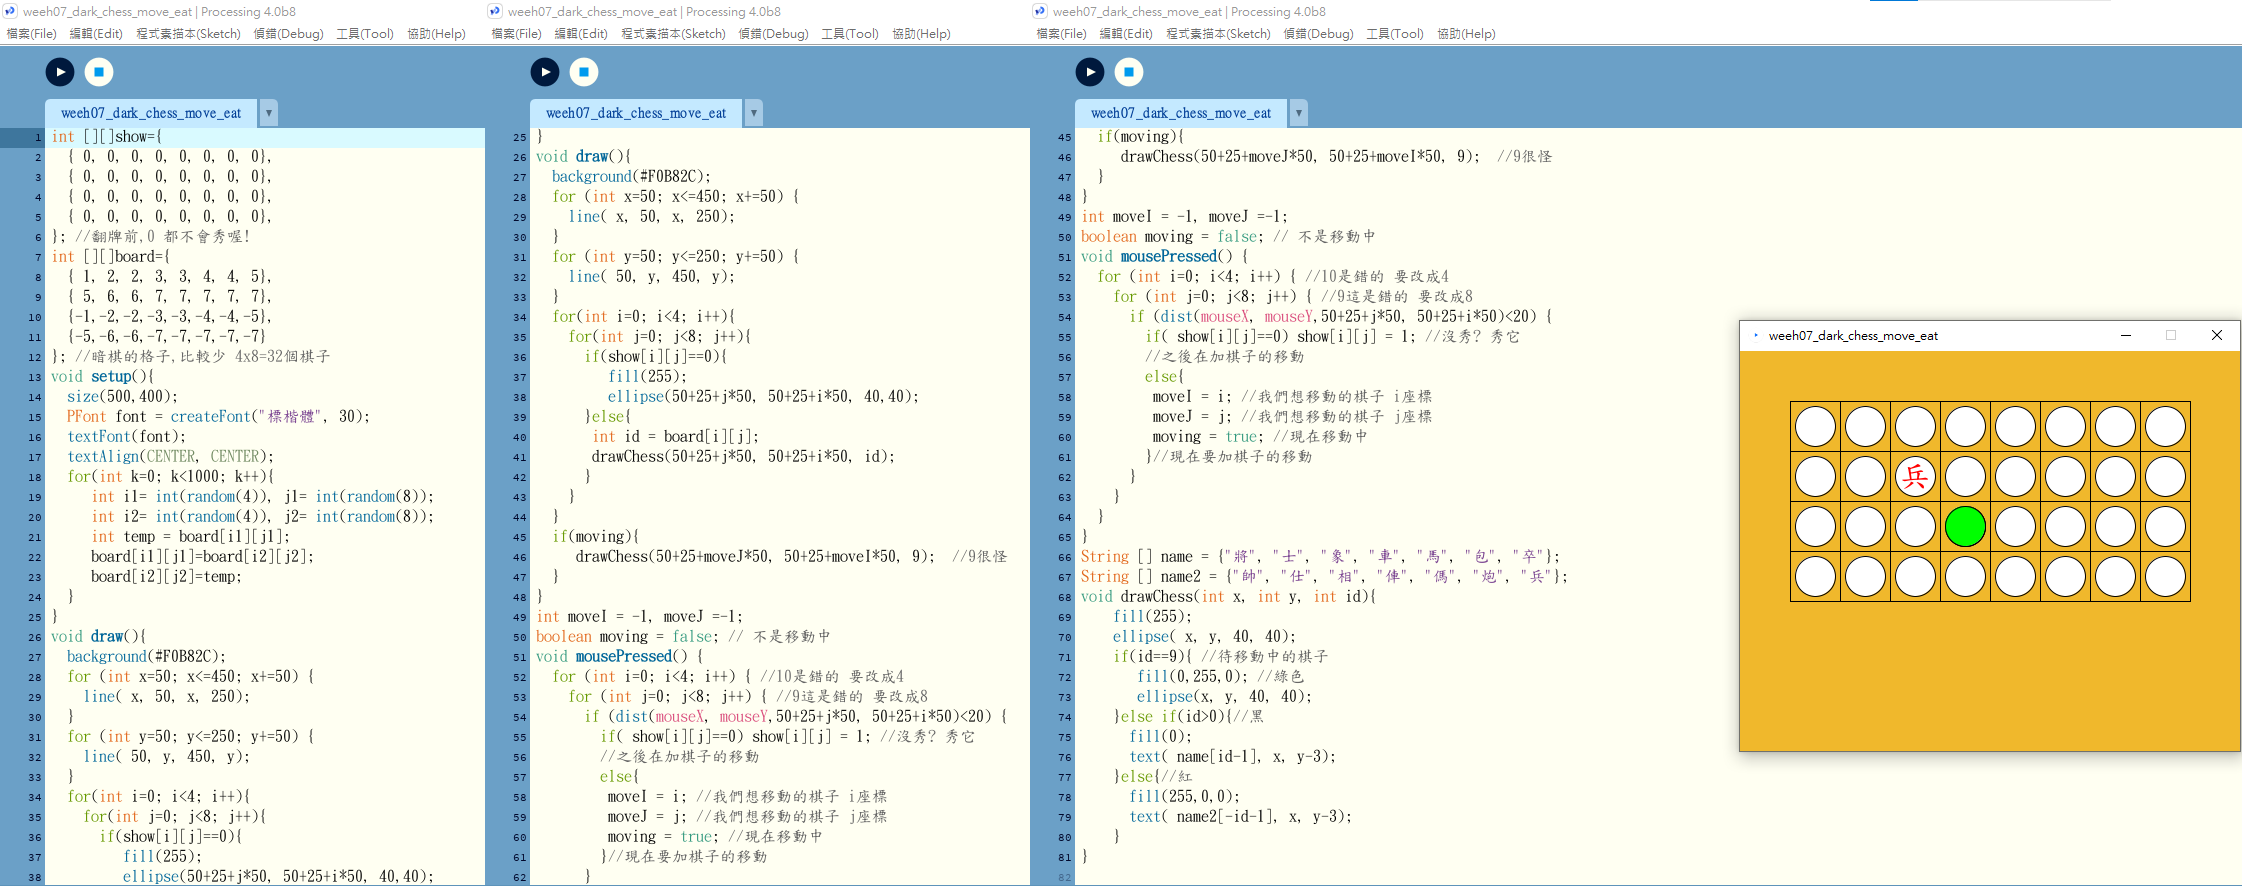 weeh07_dark_chess_move_eat | Processing 4.0b8
檔案(File) 編輯(Edit) 程式素描本(Sketch) 偵錯(Debug) 工具(Tool) 協助(Help)
weeh07_dark_chess_move_eat
1 int [][]show={
2 { 0, 0, 0, 0, 0, 0, 0, 0},
3 { 0, 0, 0, 0, 0, 0, 0, 0},
4 { 0, 0, 0, 0, 0, 0, 0, 0},
5 { 0, 0, 0, 0, 0, 0, 0, 0},
6 }; //翻牌前,0 都不會秀喔!
7 int [][]board={
8 { 1, 2, 2, 3, 3, 4, 4, 5},
9 { 5, 6, 6, 7, 7, 7, 7, 7},
10 {-1,-2,-2,-3,-3,-4,-4,-5},
11 {-5,-6,-6,-7,-7,-7,-7,-7}
12 }; //暗棋的格子,比較少 4x8=32個棋子
13 void setup(){
14 size(500,400);
15 PFont font = createFont("標楷體", 30);
16 textFont(font);
17 textAlign(CENTER, CENTER);
18 for(int k=0; k<1000; k++){
19 int i1= int(random(4)), j1= int(random(8));
20 int i2= int(random(4)), j2= int(random(8));
21 int temp = board[i1][j1];
22 board[i1][j1]=board[i2][j2];
23 board[i2][j2]=temp;
24 }
25 }
26 void draw(){
27 background(#F0B82C);
28 for (int x=50; x<=450; x+=50) {
29 line( x, 50, x, 250);
30 }
31 for (int y=50; y<=250; y+=50) {
32 line( 50, y, 450, y);
33 }
34 for(int i=0; i<4; i++){
35 for(int j=0; j<8; j++){
36 if(show[i][j]==0){
37 fill(255);
38 ellipse(50+25+j*50, 50+25+i*50, 40,40);
weeh07_dark_chess_move_eat | Processing 4.0b8
檔案(File) 編輯(Edit) 程式素描本(Sketch) 偵錯(Debug) 工具(Tool) 協助(Help)
weeh07_dark_chess_move_eat
25 }
26 void draw(){
27 background(#F0B82C);
28 for (int x=50; x<=450; x+=50) {
29 line( x, 50, x, 250);
30 }
31 for (int y=50; y<=250; y+=50) {
32 line( 50, y, 450, y);
33 }
34 for(int i=0; i<4; i++){
35 for(int j=0; j<8; j++){
36 if(show[i][j]==0){
37 fill(255);
38 ellipse(50+25+j*50, 50+25+i*50, 40,40);
39 }else{
40 int id = board[i][j];
41 drawChess(50+25+j*50, 50+25+i*50, id);
42 }
43 }
44 }
45 if(moving){
46 drawChess(50+25+moveJ*50, 50+25+moveI*50, 9); //9很怪
47 }
48 }
49 int moveI = -1, moveJ =-1;
50 boolean moving = false; // 不是移動中
51 void mousePressed() {
52 for (int i=0; i<4; i++) { //10是錯的 要改成4
53 for (int j=0; j<8; j++) { //9這是錯的 要改成8
54 if (dist(mouseX, mouseY,50+25+j*50, 50+25+i*50)<20) {
55 if( show[i][j]==0) show[i][j] = 1; //沒秀? 秀它
56 //之後在加棋子的移動
57 else{
58 moveI = i; //我們想移動的棋子 i座標
59 moveJ = j; //我們想移動的棋子 j座標
60 moving = true; //現在移動中
61 }//現在要加棋子的移動
62 }
weeh07_dark_chess_move_eat | Processing 4.0b8
檔案(File) 編輯(Edit) 程式素描本(Sketch) 偵錯(Debug) 工具(Tool) 協助(Help)
weeh07_dark_chess_move_eat
45 if(moving){
46 drawChess(50+25+moveJ*50, 50+25+moveI*50, 9); //9很怪
47 }
48 }
49 int moveI = -1, moveJ =-1;
50 boolean moving = false; // 不是移動中
51 void mousePressed() {
52 for (int i=0; i<4; i++) { //10是錯的 要改成4
53 for (int j=0; j<8; j++) { //9這是錯的 要改成8
54 if (dist(mouseX, mouseY,50+25+j*50, 50+25+i*50)<20) {
55 if( show[i][j]==0) show[i][j] = 1; //沒秀? 秀它
56 //之後在加棋子的移動
57 else{
58 moveI = i; //我們想移動的棋子 i座標
59 moveJ = j; //我們想移動的棋子 j座標
60 moving = true; //現在移動中
61 }//現在要加棋子的移動
62 }
63 }
64 }
65 }
66 String [] name = {"將", "士", "象", "車", "馬", "包", "卒"};
67 String [] name2 = {"帥", "仕", "相", "俥", "傌", "炮", "兵"};
68 void drawChess(int x, int y, int id){
69 fill(255);
70 ellipse( x, y, 40, 40);
71 if(id==9){ //待移動中的棋子
72 fill(0,255,0); //綠色
73 ellipse(x, y, 40, 40);
74 }else if(id>0){//黑
75 fill(0);
76 text( name[id-1], x, y-3);
77 }else{//紅
78 fill(255,0,0);
79 text( name2[-id-1], x, y-3);
80 }
81 }
82
weeh07_dark_chess_move_eat
兵